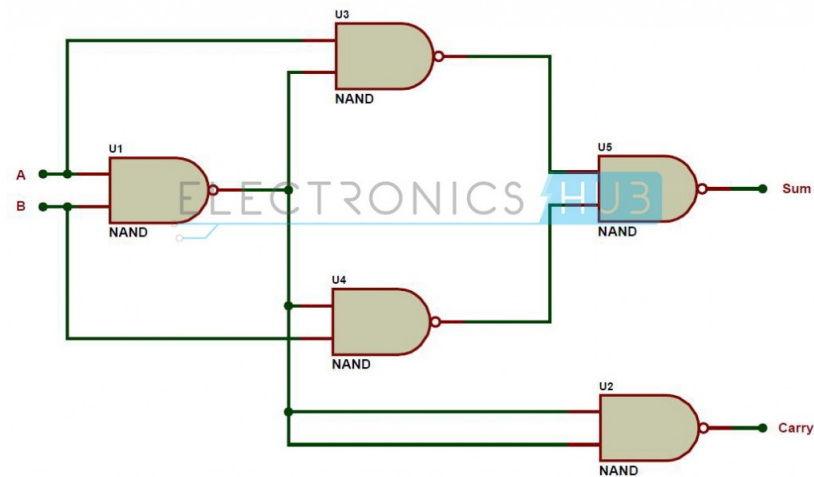 U3
NAND
U1
A
B
NAND
ELECTRONICS HUB
U5
Sum
NAND
U4
NAND
U2
Carry
NAND